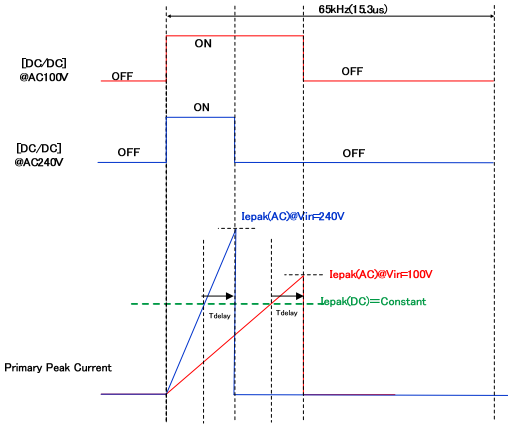 65kHz(15.3us)
ON
[DC/DC]
@AC100V
OFF
OFF
ON
[DC/DC]
@AC240V
OFF
OFF
Iepak(AC)@Vin=240V
Iepak(AC)@Vin=100V
Iepak(DC)=Constant
Tdelay
Tdelay
Primary Peak Current